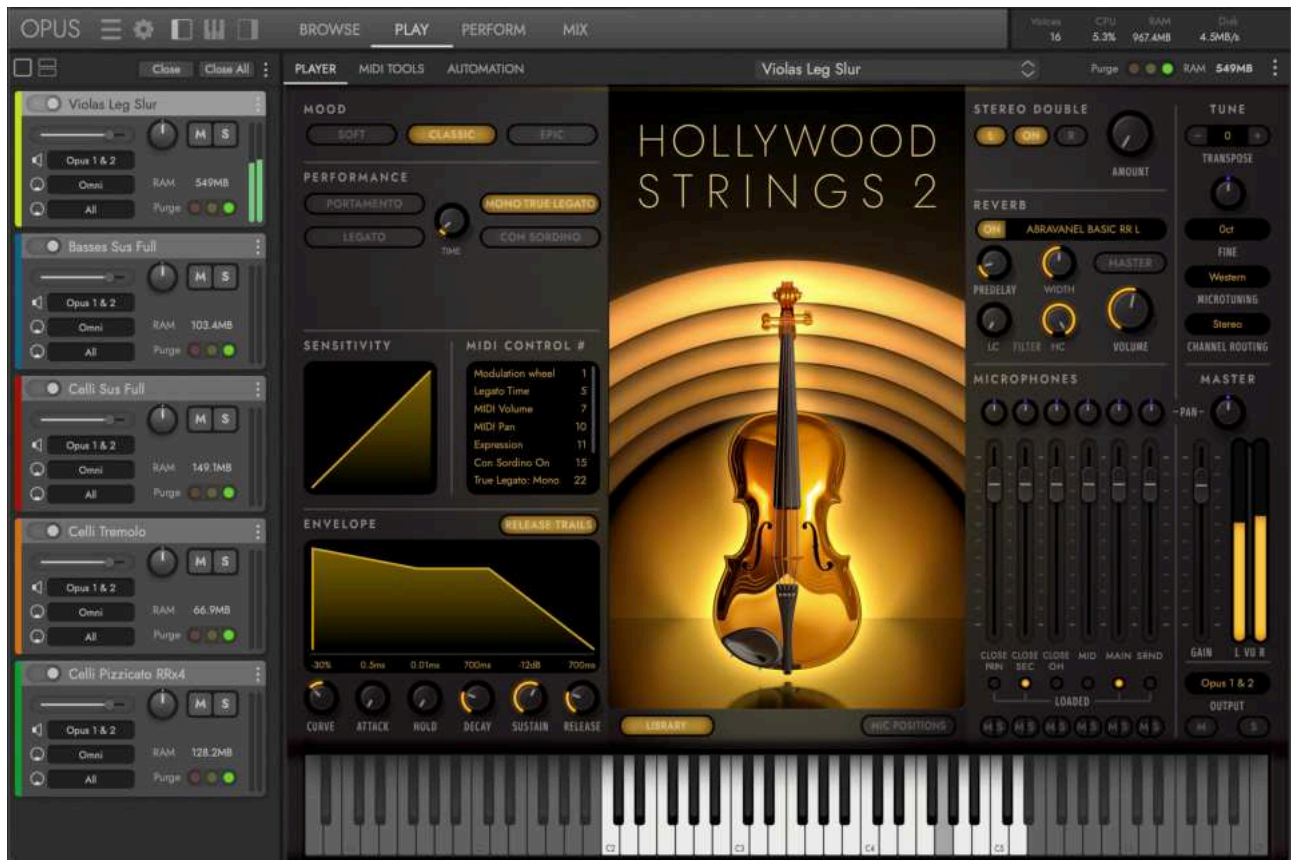 OPUS BROWSE PLAY PERFORM MIX
Voices CPU RAM Disk
16 5.3% 967.4MB 4.5MB/s
Close Close All
PLAYER MIDI TOOLS AUTOMATION
Violas Leg Slur
Purge RAM 549MB
Violas Leg Slur
M S
Opus 1 & 2
Omni RAM 549MB
All Purge
Basses Sus Full
M S
Opus 1 & 2
Omni RAM 103.4MB
All Purge
Celli Sus Full
M S
Opus 1 & 2
Omni RAM 149.1MB
All Purge
Celli Tremolo
M S
Opus 1 & 2
Omni RAM 66.9MB
All Purge
Celli Pizzicato RRx4
M S
Opus 1 & 2
Omni RAM 128.2MB
All Purge
MOOD
SOFT CLASSIC EPIC
PERFORMANCE
PORTAMENTO MONO TRUE LEGATO
LEGATO CON SORDINO
TIME
SENSITIVITY
MIDI CONTROL #
Modulation wheel 1
Legato Time 5
MIDI Volume 7
MIDI Pan 10
Expression 11
Con Sordino On 15
True Legato: Mono 22
ENVELOPE RELEASE TRAILS
-30% 0.5ms 0.01ms 700ms -12dB 700ms
CURVE ATTACK HOLD DECAY SUSTAIN RELEASE
HOLLYWOOD
STRINGS 2
LIBRARY MIC POSITIONS
STEREO DOUBLE
L ON R
AMOUNT
REVERB
ON ABRAVANEL BASIC RR L
MASTER
PREDELAY WIDTH
LC FILTER HC VOLUME
MICROPHONES
CLOSE PRN CLOSE SEC CLOSE OH MID MAIN SRND
LOADED
M S M S M S M S M S M S
TUNE
- 0 +
TRANSPOSE
Oct
FINE
Western
MICROTUNING
Stereo
CHANNEL ROUTING
MASTER
-PAN-
GAIN L VU R
Opus 1 & 2
OUTPUT
M S
C2 C3 C4 C5